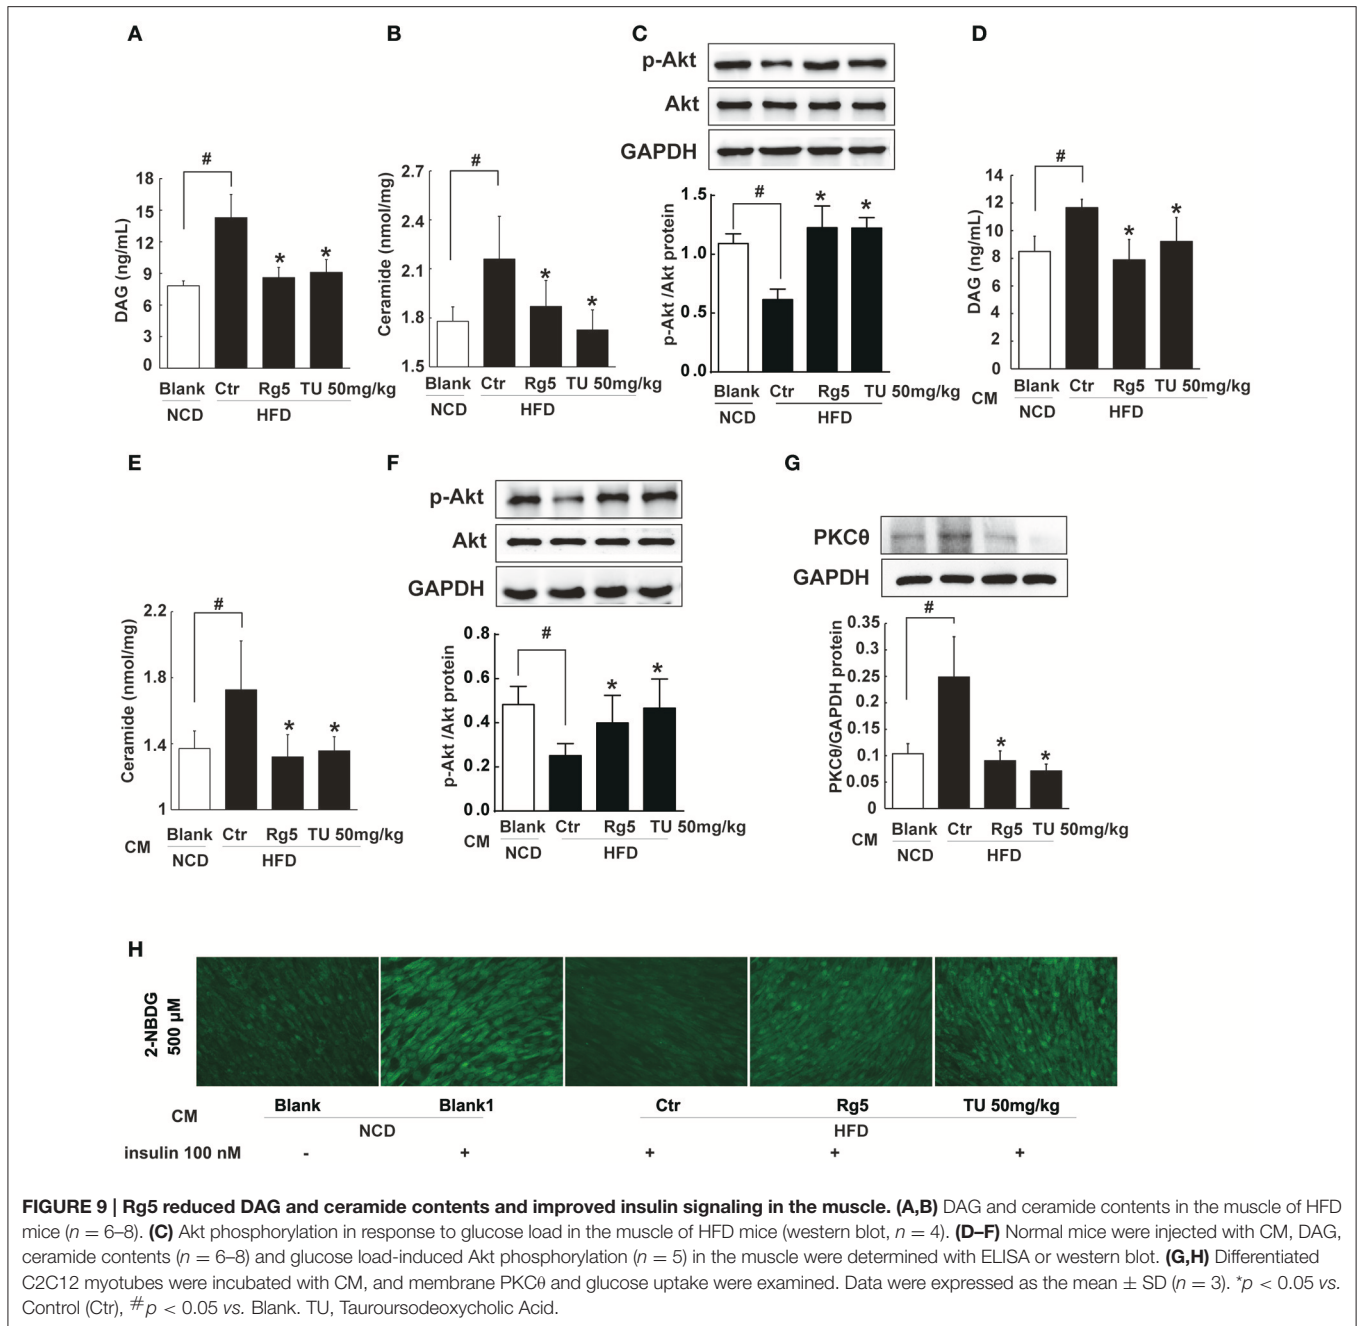 A
DAG (ng/mL)
18
15
12
9
6
3
0
#
*
*
Blank Ctr Rg5 TU 50mg/kg
NCD HFD
B
Ceramide (nmol/mg)
2.7
2.4
2.1
1.8
1.5
#
*
*
Blank Ctr Rg5 TU 50mg/kg
NCD HFD
C
p-Akt
Akt
GAPDH
p-Akt /Akt protein
1.5
1.0
0.5
0.0
#
*
*
Blank Ctr Rg5 TU 50mg/kg
NCD HFD
D
DAG (ng/mL)
14
12
10
8
6
4
2
0
#
*
*
CM Blank Ctr Rg5 TU 50mg/kg
NCD HFD
E
Ceramide (nmol/mg)
2.2
1.8
1.4
1
#
*
*
CM Blank Ctr Rg5 TU 50mg/kg
NCD HFD
F
p-Akt
Akt
GAPDH
p-Akt /Akt protein
0.8
0.6
0.4
0.2
0.0
#
*
*
CM Blank Ctr Rg5 TU 50mg/kg
NCD HFD
G
PKCθ
GAPDH
PKCθ/GAPDH protein
0.35
0.3
0.25
0.2
0.15
0.1
0.05
0
#
*
*
CM Blank Ctr Rg5 TU 50mg/kg
NCD HFD
H
2-NBDG
500 μM
CM Blank Blank1 Ctr Rg5 TU 50mg/kg
NCD HFD
insulin 100 nM - + + + +
FIGURE 9 | Rg5 reduced DAG and ceramide contents and improved insulin signaling in the muscle. (A,B) DAG and ceramide contents in the muscle of HFD
mice (n = 6–8). (C) Akt phosphorylation in response to glucose load in the muscle of HFD mice (western blot, n = 4). (D–F) Normal mice were injected with CM, DAG,
ceramide contents (n = 6–8) and glucose load-induced Akt phosphorylation (n = 5) in the muscle were determined with ELISA or western blot. (G,H) Differentiated
C2C12 myotubes were incubated with CM, and membrane PKCθ and glucose uptake were examined. Data were expressed as the mean ± SD (n = 3). *p < 0.05 vs.
Control (Ctr), #p < 0.05 vs. Blank. TU, Tauroursodeoxycholic Acid.